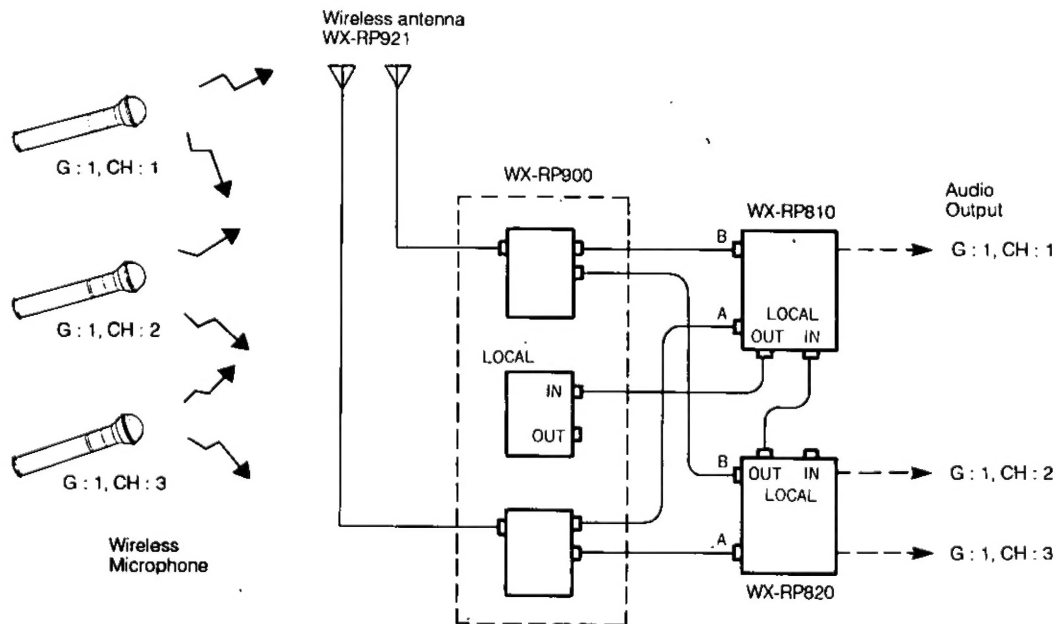 Wireless antenna
WX-RP921
G : 1, CH : 1
G : 1, CH : 2
G : 1, CH : 3
Wireless
Microphone
WX-RP900
LOCAL
IN
OUT
WX-RP810
B
A
LOCAL
OUT IN
B
OUT IN
LOCAL
A
WX-RP820
Audio
Output
G : 1, CH : 1
G : 1, CH : 2
G : 1, CH : 3